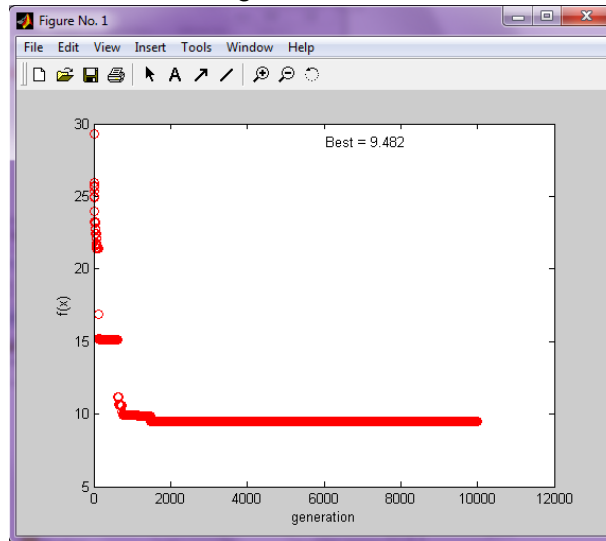 Figure No. 1
File Edit View Insert Tools Window Help
A
Best = 9.482
30
25
20
15
10
5
f(x)
0 2000 4000 6000 8000 10000 12000
generation